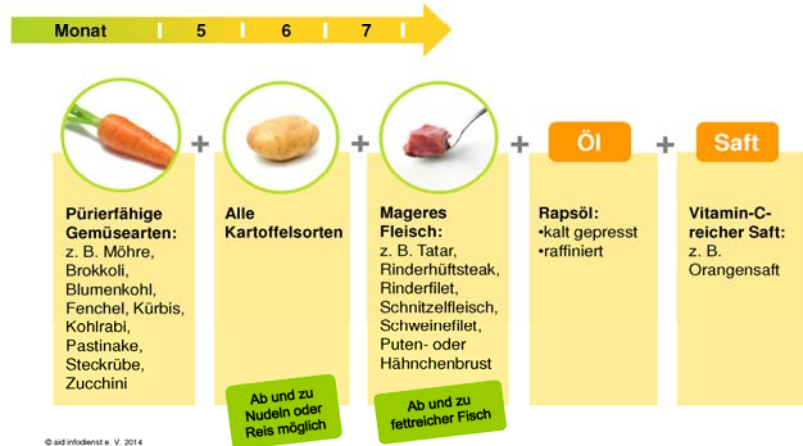 Monat 5 6 7
Öl
Saft
Pürierfähige
Gemüsearten:
z. B. Möhre,
Brokkoli,
Blumenkohl,
Fenchel, Kürbis,
Kohlrabi,
Pastinake,
Steckrübe,
Zucchini
Alle
Kartoffelsorten
Ab und zu
Nudeln oder
Reis möglich
Mageres
Fleisch:
z. B. Tatar,
Rinderhüftsteak,
Rinderfilet,
Schnitzelfleisch,
Schweinefilet,
Puten- oder
Hähnchenbrust
Ab und zu
fettreicher Fisch
Rapsöl:
•kalt gepresst
•raffiniert
Vitamin-C-
reicher Saft:
z. B.
Orangensaft
© aid infodienst e. V. 2014